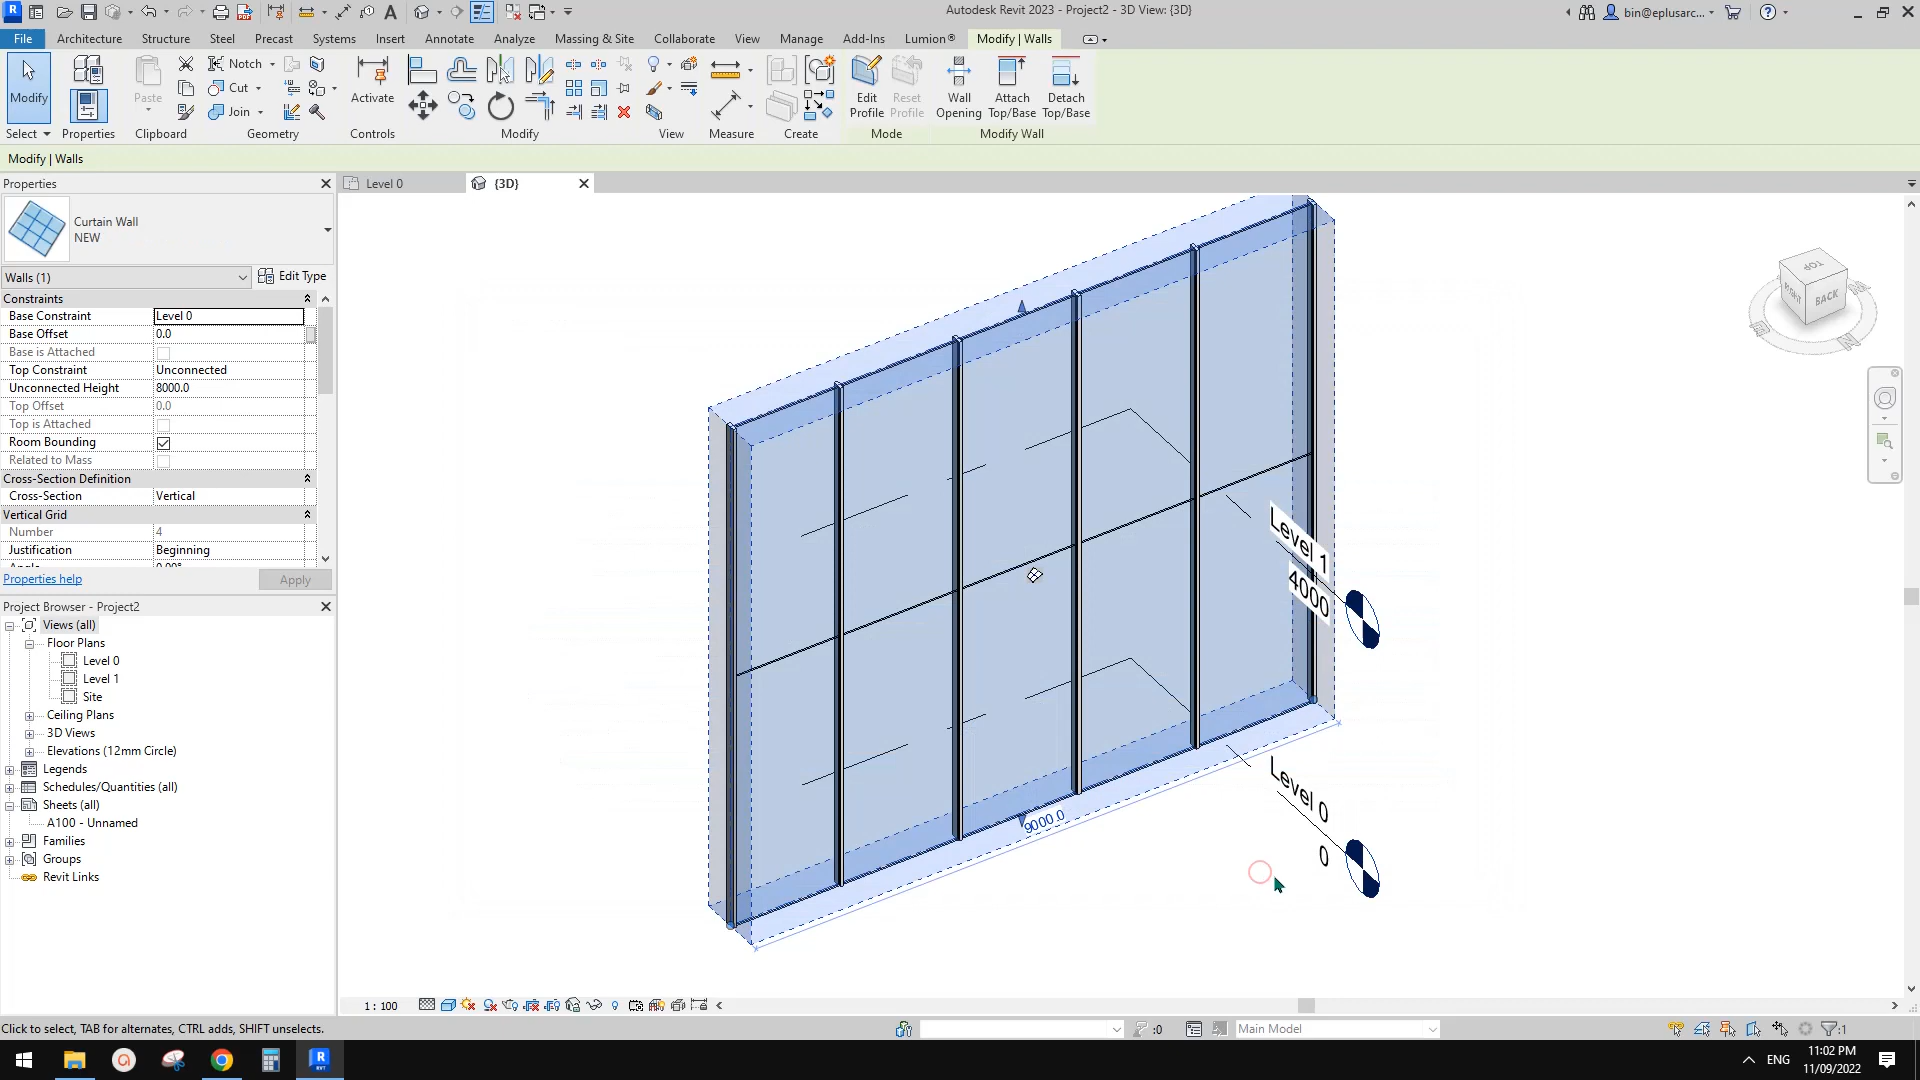 Autodesk Revit 2023 - Project2 - 3D View: {3D}
bin@eplusarc...
File
Architecture
Structure
Steel
Precast
Systems
Insert
Annotate
Analyze
Massing & Site
Collaborate
View
Manage
Add-Ins
Lumion®
Modify | Walls
Modify
Paste
Notch
Cut
Join
Activate
Edit
Profile
Reset
Profile
Wall
Opening
Attach
Top/Base
Detach
Top/Base
Select
Properties
Clipboard
Geometry
Controls
Modify
View
Measure
Create
Mode
Modify Wall
Modify | Walls
Properties
Level 0
{3D}
Curtain Wall
NEW
Walls (1)
Edit Type
Constraints
Base Constraint Level 0
Base Offset 0.0
Base is Attached
Top Constraint Unconnected
Unconnected Height 8000.0
Top Offset 0.0
Top is Attached
Room Bounding
Related to Mass
Cross-Section Definition
Cross-Section Vertical
Vertical Grid
Number 4
Justification Beginning
Angle 0.00°
Properties help
Apply
Project Browser - Project2
Views (all)
Floor Plans
Level 0
Level 1
Site
Ceiling Plans
3D Views
Elevations (12mm Circle)
Legends
Schedules/Quantities (all)
Sheets (all)
A100 - Unnamed
Families
Groups
Revit Links
TOP
RIGHT
BACK
Level 1
4000
Level 0
0
9000.0
1 : 100
Click to select, TAB for alternates, CTRL adds, SHIFT unselects.
:0
Main Model
:1
ENG
11:02 PM
11/09/2022